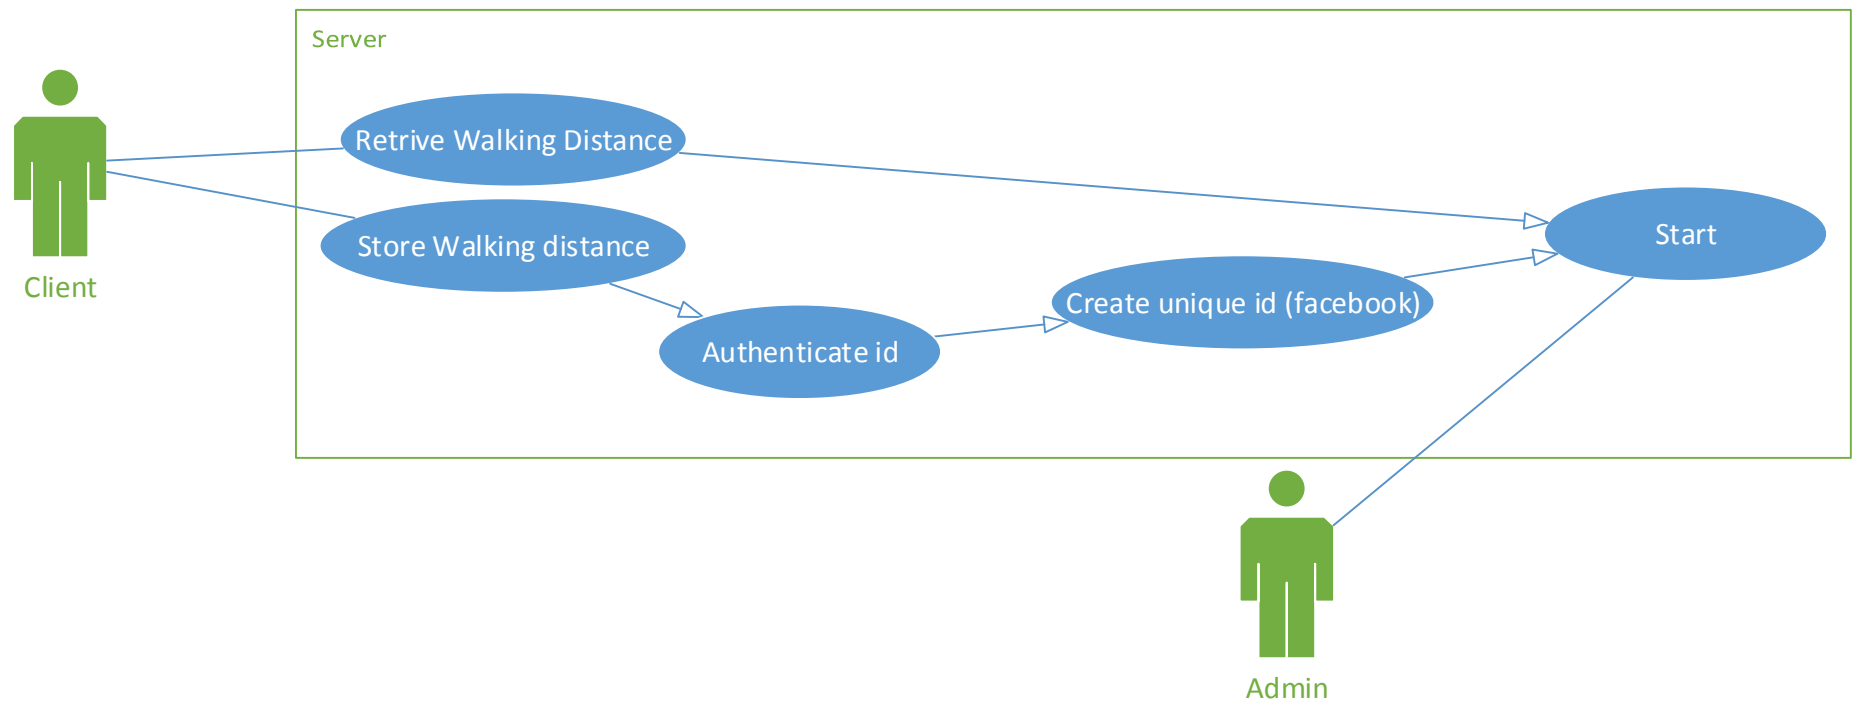 Server
Retrive Walking Distance
Start
Store Walking distance
Client
Create unique id (facebook)
Authenticate id
Admin